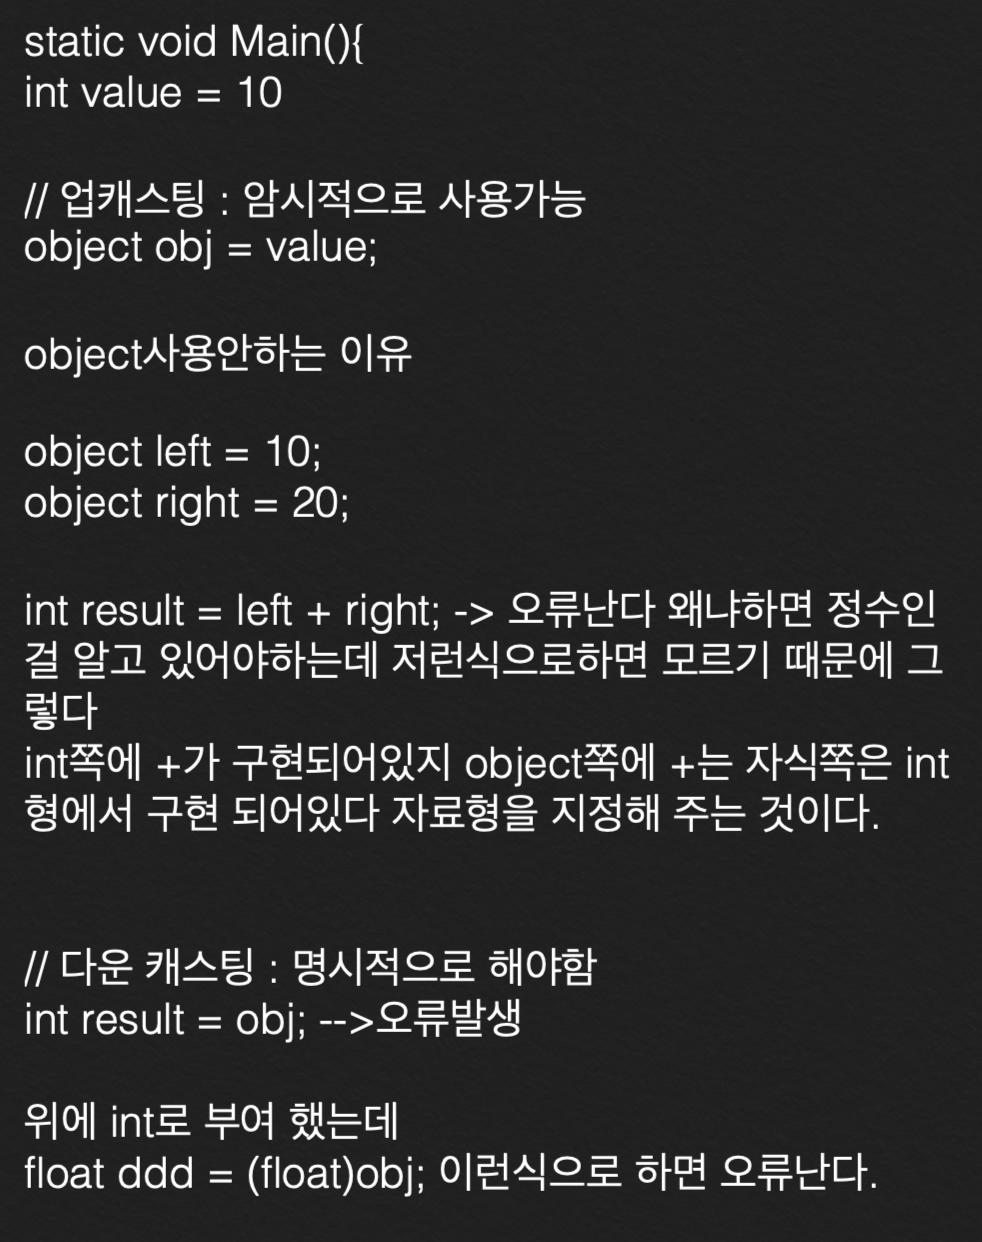 static void Main(){
int value = 10
// 업캐스팅 : 암시적으로 사용가능
object obj = value;
object사용안하는 이유
object left = 10;
object right = 20;
int result = left + right; -> 오류난다 왜냐하면 정수인
걸 알고 있어야하는데 저런식으로하면 모르기 때문에 그
렇다
int쪽에 +가 구현되어있지 object쪽에 +는 자식쪽은 int
형에서 구현 되어있다 자료형을 지정해 주는 것이다.
// 다운 캐스팅 : 명시적으로 해야함
int result = obj; -->오류발생
위에 int로 부여 했는데
float ddd = (float)obj; 이런식으로 하면 오류난다.